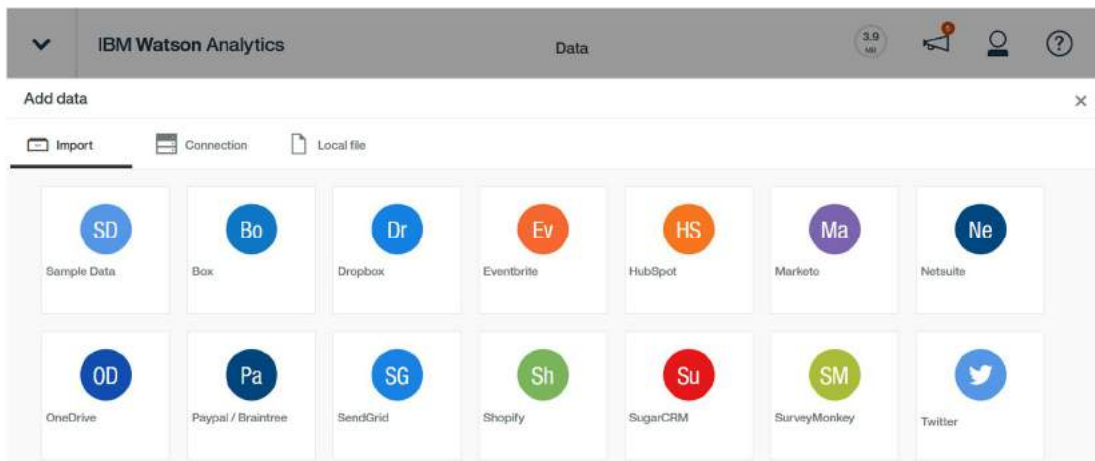 IBM Watson Analytics
Data
3.9
MB
Add data
Import
Connection
Local file
SD
Bo
Dr
Ev
HS
Ma
Ne
Sample Data
Box
Dropbox
Eventbrite
HubSpot
Marketo
Netsuite
OD
Pa
SG
Sh
Su
SM
OneDrive
Paypal / Braintree
SendGrid
Shopify
SugarCRM
SurveyMonkey
Twitter